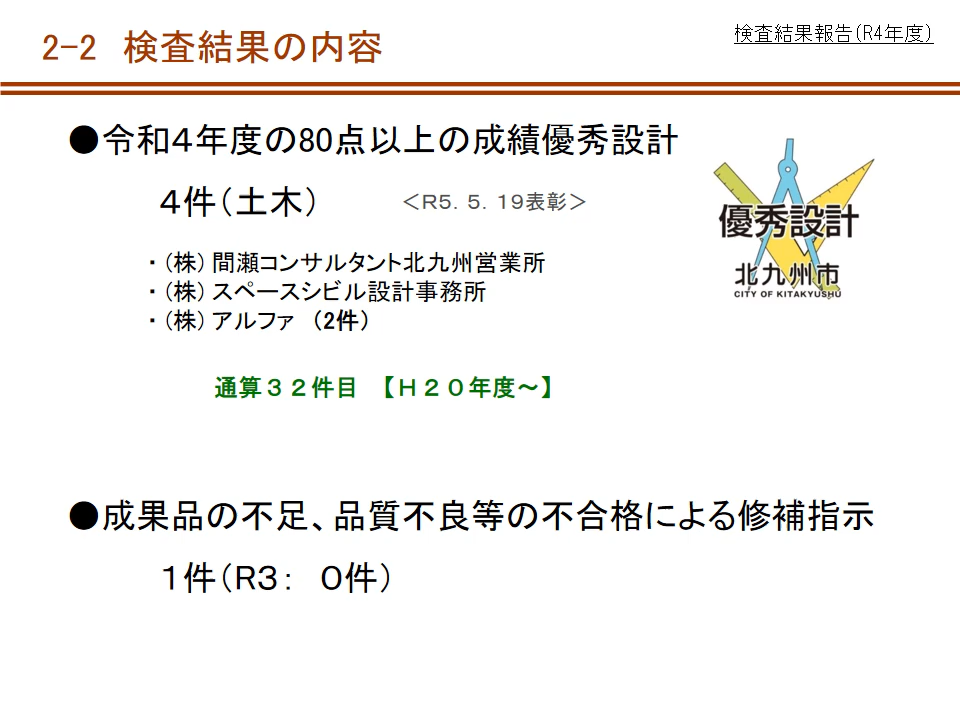 2-2 検査結果の内容
検査結果報告(R4年度)
●令和4年度の80点以上の成績優秀設計
4件(土木) <R5.5.19表彰>
・(株)間瀬コンサルタント北九州営業所
・(株)スペースシビル設計事務所
・(株)アルファ (2件)
優秀設計
北九州市
CITY OF KITAKYUSHU
通算32件目 【H20年度~】
●成果品の不足、品質不良等の不合格による修補指示
1件(R3: 0件)